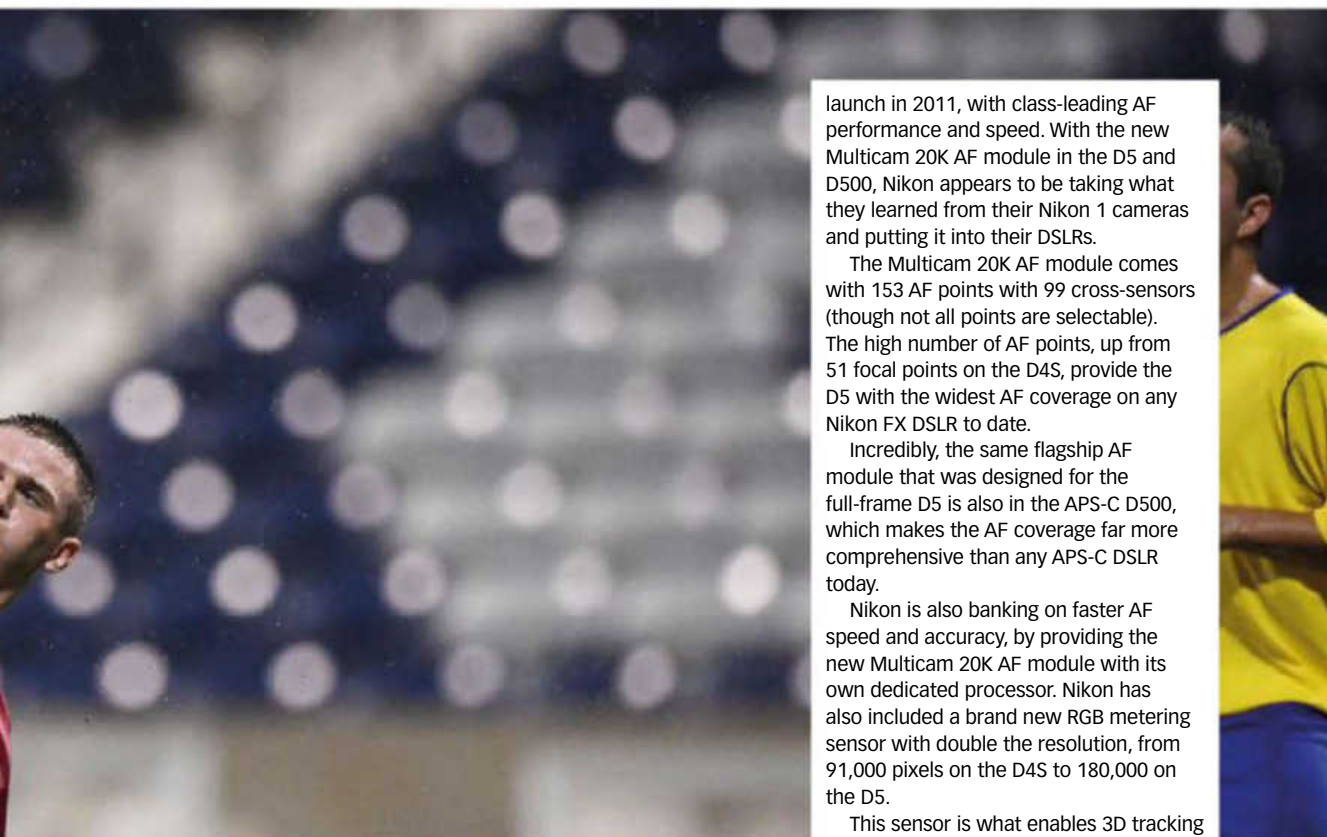 launch in 2011, with class-leading AF
performance and speed. With the new
Multicam 20K AF module in the D5 and
D500, Nikon appears to be taking what
they learned from their Nikon 1 cameras
and putting it into their DSLRs.
The Multicam 20K AF module comes
with 153 AF points with 99 cross-sensors
(though not all points are selectable).
The high number of AF points, up from
51 focal points on the D4S, provide the
D5 with the widest AF coverage on any
Nikon FX DSLR to date.
Incredibly, the same flagship AF
module that was designed for the
full-frame D5 is also in the APS-C D500,
which makes the AF coverage far more
comprehensive than any APS-C DSLR
today.
Nikon is also banking on faster AF
speed and accuracy, by providing the
new Multicam 20K AF module with its
own dedicated processor. Nikon has
also included a brand new RGB metering
sensor with double the resolution, from
91,000 pixels on the D4S to 180,000 on
the D5.
This sensor is what enables 3D tracking